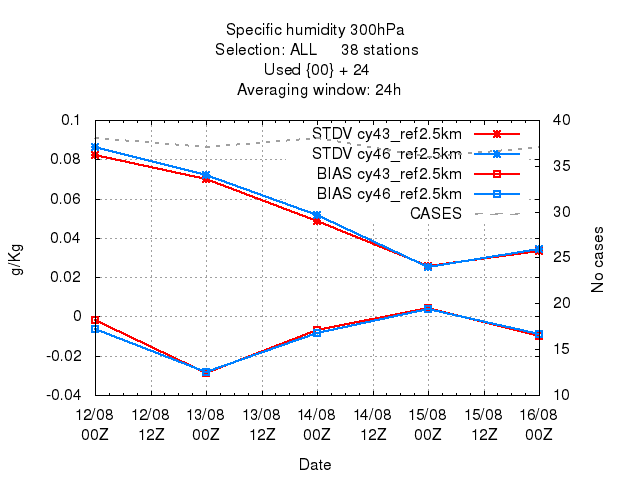 Specific humidity 300hPa
Selection: ALL 38 stations
Used {00} + 24
Averaging window: 24h
0.1
0.08
0.06
0.04
0.02
0
-0.02
-0.04
g/Kg
40
35
30
25
20
15
10
No cases
STDV cy43_ref2.5km
STDV cy46_ref2.5km
BIAS cy43_ref2.5km
BIAS cy46_ref2.5km
CASES
12/08 12/08 13/08 13/08 14/08 14/08 15/08 15/08 16/08
00Z 12Z 00Z 12Z 00Z 12Z 00Z 12Z 00Z
Date